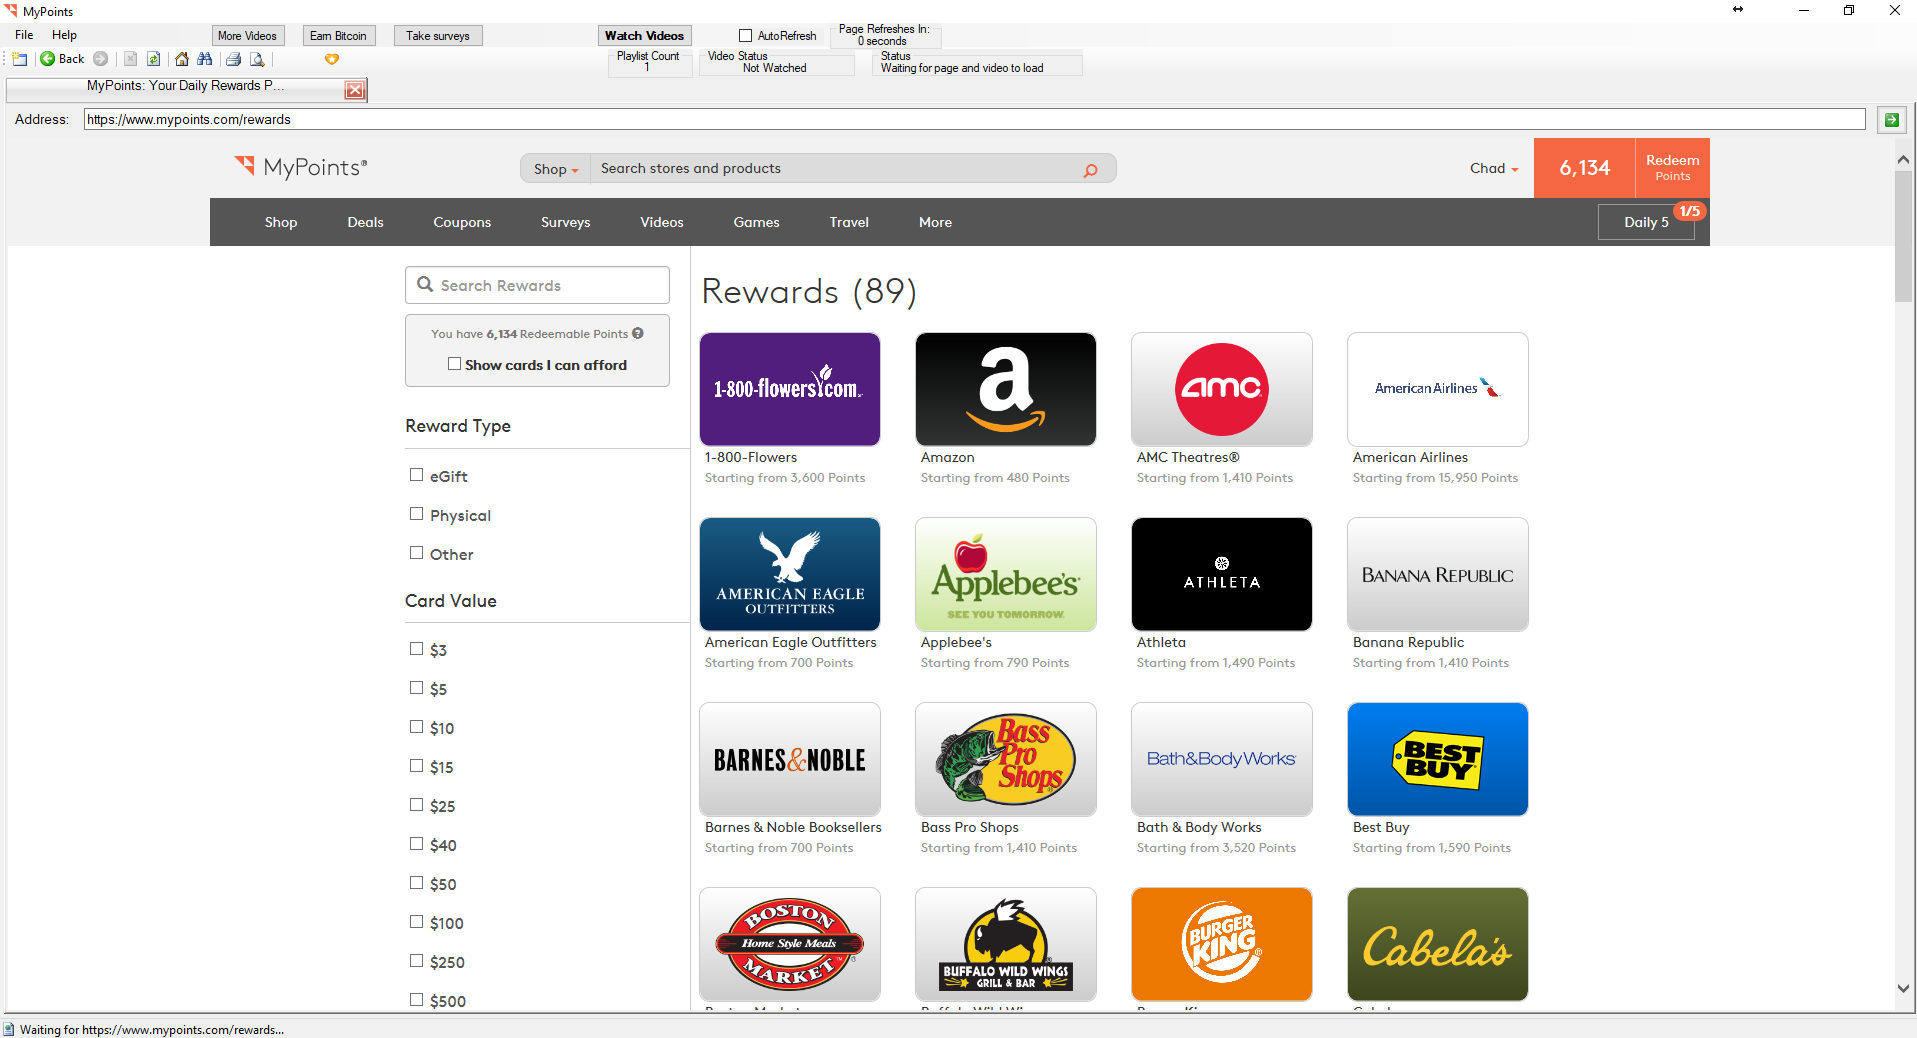 MyPoints
File Help
More Videos Earn Bitcoin Take surveys Watch Videos AutoRefresh Page Refreshes In:
0 seconds
Back
Playlist Count
1
Video Status
Not Watched
Status
Waiting for page and video to load
MyPoints: Your Daily Rewards P...
Address: https://www.mypoints.com/rewards
MyPoints®
Shop Search stores and products
Chad
6,134
Redeem
Points
Shop Deals Coupons Surveys Videos Games Travel More
Daily 5 1/5
Search Rewards
You have 6,134 Redeemable Points ?
Show cards I can afford
Reward Type
eGift
Physical
Other
Card Value
$3
$5
$10
$15
$25
$40
$50
$100
$250
$500
Rewards (89)
1-800-flowers.com
a
amc
American Airlines
1-800-Flowers
Starting from 3,600 Points
Amazon
Starting from 480 Points
AMC Theatres®
Starting from 1,410 Points
American Airlines
Starting from 15,950 Points
AMERICAN EAGLE
OUTFITTERS
Applebee's
SEE YOU TOMORROW.
ATHLETA
BANANA REPUBLIC
American Eagle Outfitters
Starting from 700 Points
Applebee's
Starting from 790 Points
Athleta
Starting from 1,490 Points
Banana Republic
Starting from 1,410 Points
BARNES&NOBLE
Bass
Pro
Shops
Bath&BodyWorks
BEST
BUY
Barnes & Noble Booksellers
Starting from 700 Points
Bass Pro Shops
Starting from 1,410 Points
Bath & Body Works
Starting from 3,520 Points
Best Buy
Starting from 1,590 Points
BOSTON
Home Style Meals
MARKET
BUFFALO WILD WINGS
GRILL & BAR
BURGER
KING
Cabela's
Waiting for https://www.mypoints.com/rewards...